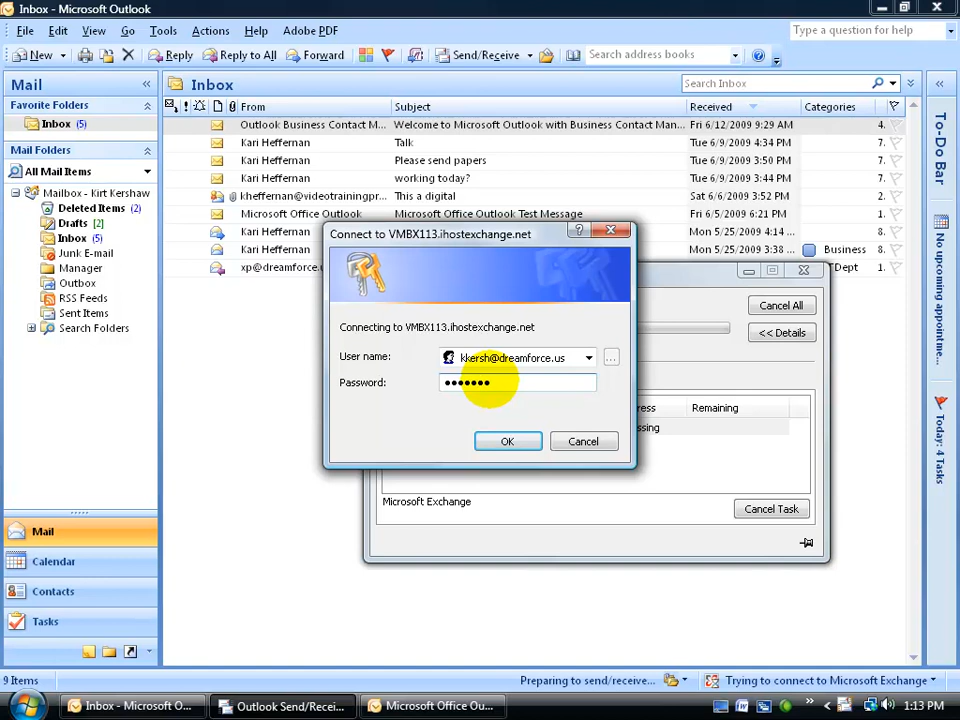 Inbox - Microsoft Outlook
File Edit View Go Tools Actions Help Adobe PDF
Type a question for help
New Reply Reply to All Forward Send/Receive Search address books
Mail «
Inbox
Search Inbox
Favorite Folders
Inbox (5)
Mail Folders
All Mail Items
Mailbox - Kirt Kershaw
Deleted Items (2)
Drafts [2]
Inbox (5)
Junk E-mail
Manager
Outbox
RSS Feeds
Sent Items
Search Folders
From Subject Received Categories
Outlook Business Contact M... Welcome to Microsoft Outlook with Business Contact Man... Fri 6/12/2009 9:29 AM 4.
Kari Heffernan Talk Tue 6/9/2009 4:34 PM 7.
Kari Heffernan Please send papers Tue 6/9/2009 3:50 PM 7.
Kari Heffernan working today? Tue 6/9/2009 3:44 PM 7.
kheffernan@videotrainingpr... This a digital Sat 6/6/2009 3:52 PM 2.
Microsoft Office Outlook Microsoft Office Outlook Test Message Fri 6/5/2009 6:21 PM
Kari Heffernan Mon 5/25/2009 4:14 8.
Kari Heffernan Mon 5/25/2009 3:38 Business 8.
xp@dreamforce.u Dept 1.
Connect to VMBX113.ihostexchange.net
Connecting to VMBX113.ihostexchange.net
User name: kkersh@dreamforce.us ...
Password: •••••••
OK Cancel
Cancel All
<< Details
ress Remaining
ssing
Microsoft Exchange
Cancel Task
To-Do Bar
No upcoming appointme...
Today: 4 Tasks
Mail
Calendar
Contacts
Tasks
9 Items
Preparing to send/receive...
Trying to connect to Microsoft Exchange
Inbox - Microsoft O...
Outlook Send/Recei...
Microsoft Office Ou...
1:13 PM